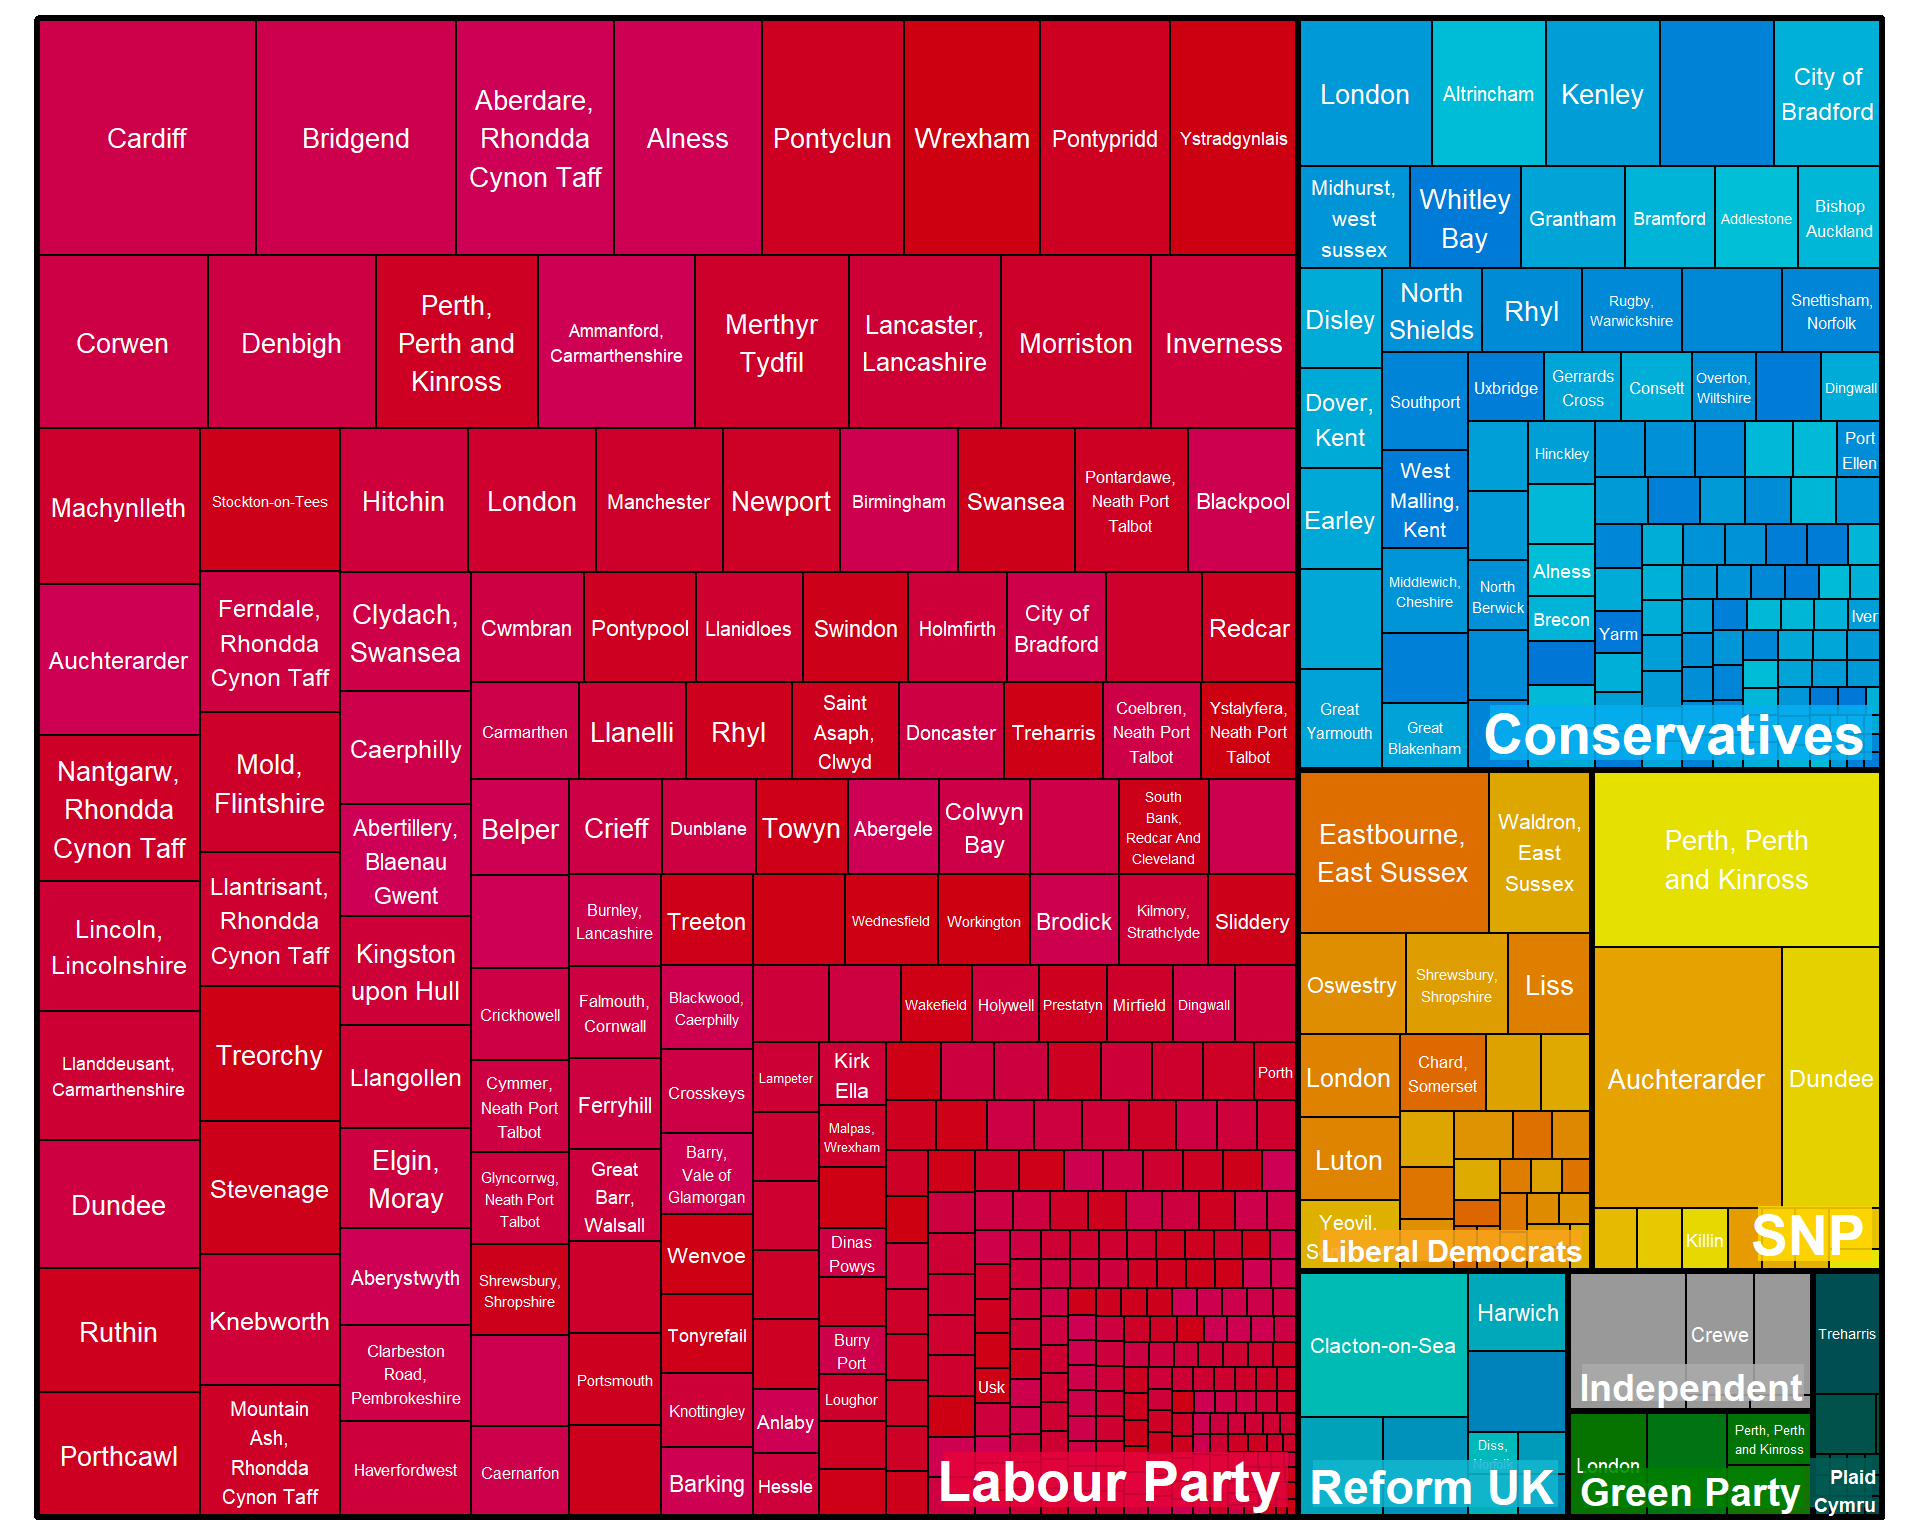 Cardiff
Bridgend
Aberdare,
Rhondda
Cynon Taff
Alness
Pontyclun
Wrexham
Pontypridd
Ystradgynlais
Corwen
Denbigh
Perth,
Perth and
Kinross
Ammanford,
Carmarthenshire
Merthyr
Tydfil
Lancaster,
Lancashire
Morriston
Inverness
Machynlleth
Stockton-on-Tees
Hitchin
London
Manchester
Newport
Birmingham
Swansea
Pontardawe,
Neath Port
Talbot
Blackpool
Auchterarder
Ferndale,
Rhondda
Cynon Taff
Clydach,
Swansea
Cwmbran
Pontypool
Llanidloes
Swindon
Holmfirth
City of
Bradford
Redcar
Carmarthen
Llanelli
Rhyl
Saint
Asaph,
Clwyd
Doncaster
Treharris
Coelbren,
Neath Port
Talbot
Ystalyfera,
Neath Port
Talbot
Nantgarw,
Rhondda
Cynon Taff
Mold,
Flintshire
Caerphilly
Abertillery,
Blaenau
Gwent
Belper
Crieff
Dunblane
Towyn
Abergele
Colwyn
Bay
South
Bank,
Redcar And
Cleveland
Lincoln,
Lincolnshire
Llantrisant,
Rhondda
Cynon Taff
Kingston
upon Hull
Burnley,
Lancashire
Treeton
Wednesfield
Workington
Brodick
Kilmory,
Strathclyde
Sliddery
Crickhowell
Falmouth,
Cornwall
Blackwood,
Caerphilly
Wakefield
Holywell
Prestatyn
Mirfield
Dingwall
Llanddeusant,
Carmarthenshire
Treorchy
Llangollen
Cymmer,
Neath Port
Talbot
Ferryhill
Crosskeys
Lampeter
Kirk
Ella
Porth
Malpas,
Wrexham
Dundee
Stevenage
Elgin,
Moray
Glyncorrwg,
Neath Port
Talbot
Great
Barr,
Walsall
Barry,
Vale of
Glamorgan
Wenvoe
Dinas
Powys
Aberystwyth
Shrewsbury,
Shropshire
Ruthin
Knebworth
Tonyrefail
Burry
Port
Clarbeston
Road,
Pembrokeshire
Portsmouth
Knottingley
Anlaby
Loughor
Usk
Porthcawl
Mountain
Ash,
Rhondda
Cynon Taff
Haverfordwest
Caernarfon
Barking
Hessle
Labour Party
London
Altrincham
Kenley
City of
Bradford
Midhurst,
west
sussex
Whitley
Bay
Grantham
Bramford
Addlestone
Bishop
Auckland
Disley
North
Shields
Rhyl
Rugby,
Warwickshire
Snettisham,
Norfolk
Dover,
Kent
Southport
Uxbridge
Gerrards
Cross
Consett
Overton,
Wiltshire
Dingwall
Earley
West
Malling,
Kent
Hinckley
Port
Ellen
Middlewich,
Cheshire
North
Berwick
Alness
Brecon
Yarm
Iver
Great
Yarmouth
Great
Blakenham
Conservatives
Eastbourne,
East Sussex
Waldron,
East
Sussex
Oswestry
Shrewsbury,
Shropshire
Liss
London
Chard,
Somerset
Luton
Yeovil,
Liberal Democrats
Perth, Perth
and Kinross
Auchterarder
Dundee
Killin
SNP
Clacton-on-Sea
Harwich
Diss,
Norfolk
Reform UK
Crewe
Independent
London
Perth, Perth
and Kinross
Green Party
Treharris
Plaid
Cymru